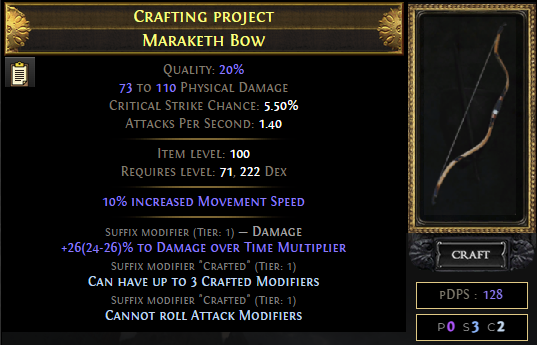 Crafting project
Maraketh Bow
Quality: 20%
73 to 110 Physical Damage
Critical Strike Chance: 5.50%
Attacks Per Second: 1.40
Item level: 100
Requires level: 71, 222 Dex
10% increased Movement Speed
Suffix modifier (Tier: 1) — Damage
+26(24-26)% to Damage over Time Multiplier
Suffix modifier "Crafted" (Tier: 1)
Can have up to 3 Crafted Modifiers
Suffix modifier "Crafted" (Tier: 1)
Cannot roll Attack Modifiers
CRAFT
pDPS : 128
P0 S3 C2